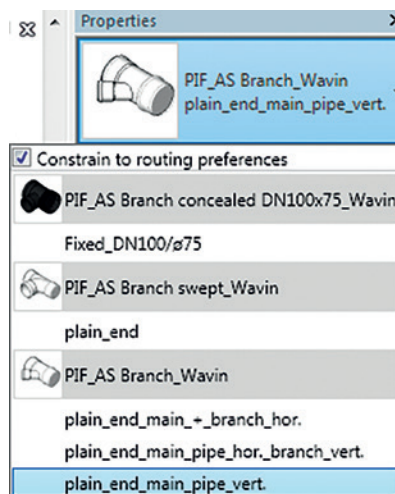 Properties
PIF_AS Branch_Wavin
plain_end_main_pipe_vert.
Constrain to routing preferences
PIF_AS Branch concealed DN100x75_Wavin
Fixed_DN100/ø75
PIF_AS Branch swept_Wavin
plain_end
PIF_AS Branch_Wavin
plain_end_main_+_branch_hor.
plain_end_main_pipe_hor._branch_vert.
plain_end_main_pipe_vert.